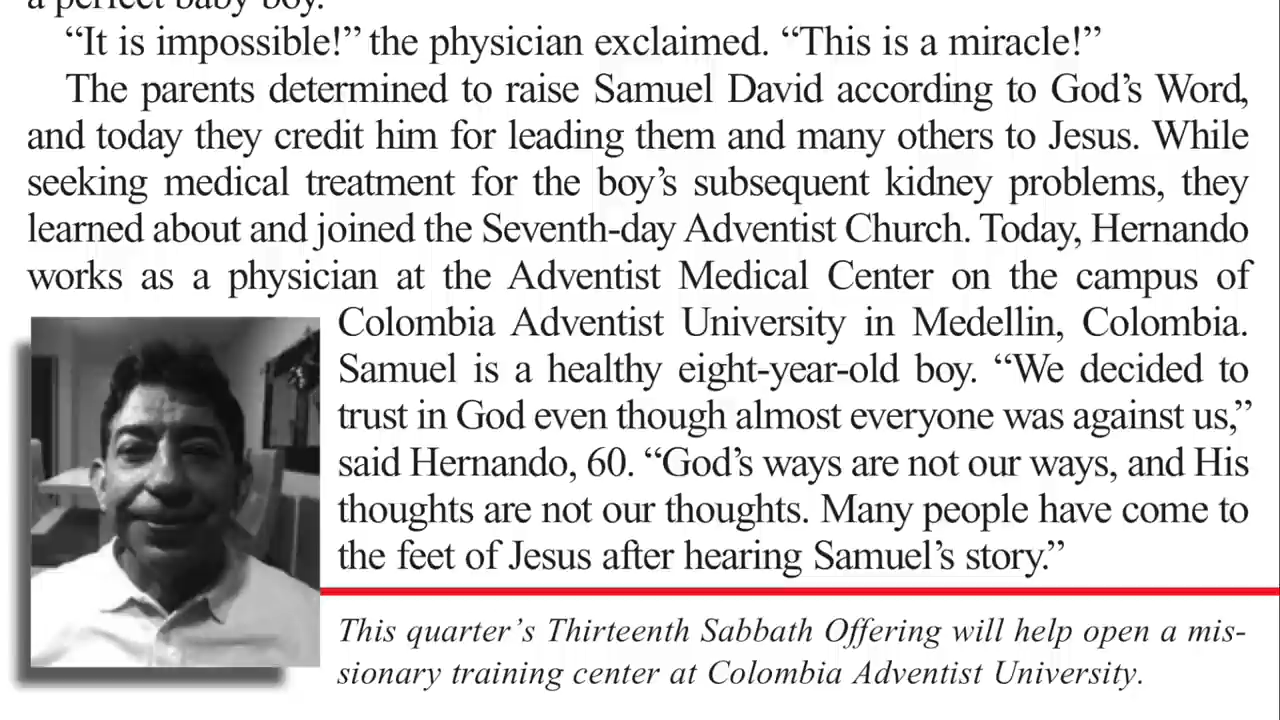 a perfect baby boy.
“It is impossible!” the physician exclaimed. “This is a miracle!”
The parents determined to raise Samuel David according to God’s Word,
and today they credit him for leading them and many others to Jesus. While
seeking medical treatment for the boy’s subsequent kidney problems, they
learned about and joined the Seventh-day Adventist Church. Today, Hernando
works as a physician at the Adventist Medical Center on the campus of
Colombia Adventist University in Medellin, Colombia.
Samuel is a healthy eight-year-old boy. “We decided to
trust in God even though almost everyone was against us,”
said Hernando, 60. “God’s ways are not our ways, and His
thoughts are not our thoughts. Many people have come to
the feet of Jesus after hearing Samuel’s story.”
This quarter’s Thirteenth Sabbath Offering will help open a mis-
sionary training center at Colombia Adventist University.